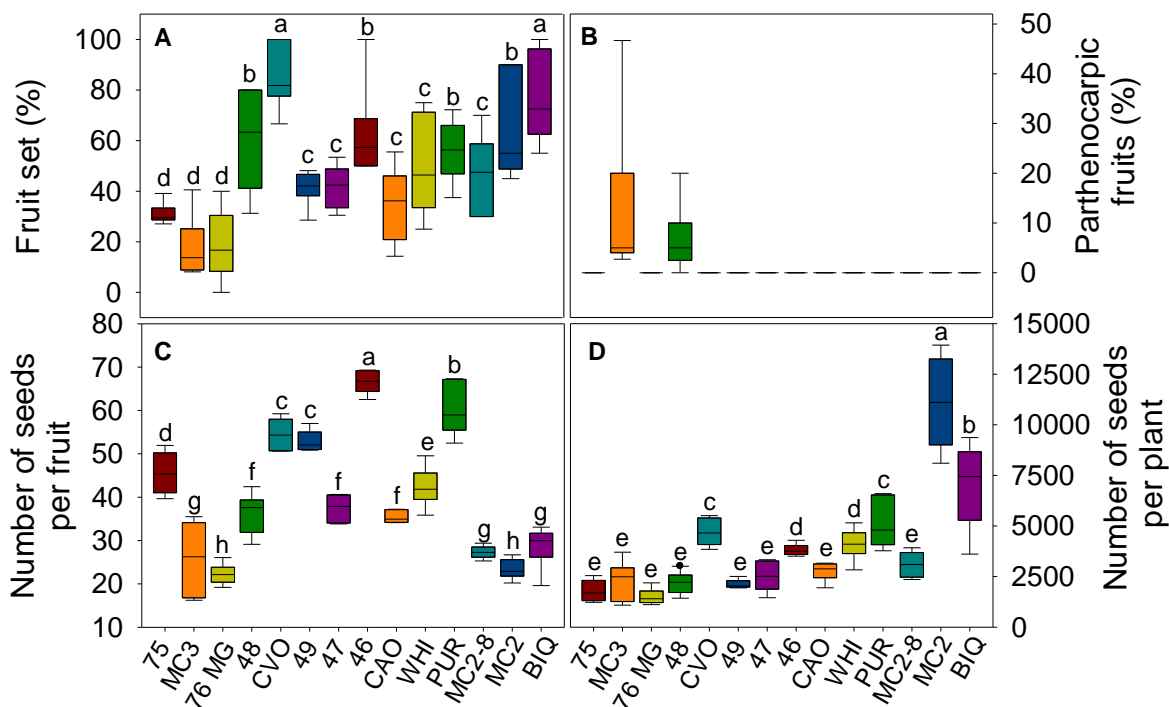 A
Fruit set (%)
100
80
60
40
20
0
d d d b a c c b c c b c b a
B
50
40
30
20
10
0
Parthenocarpic
fruits (%)
C
Number of seeds
per fruit
80
70
60
50
40
30
20
10
d g h f c c f a f e b g h g
D
15000
12500
10000
7500
5000
2500
0
Number of seeds
per plant
e e e e c e e d e d c e a b
75 MC3 76 MG 48 CVO 49 47 46 CAO WHI PUR MC2-8 MC2 BIQ
75 MC3 76 MG 48 CVO 49 47 46 CAO WHI PUR MC2-8 MC2 BIQ